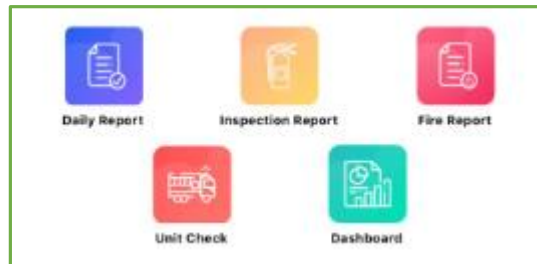 Daily Report
Inspection Report
Fire Report
Unit Check
Dashboard